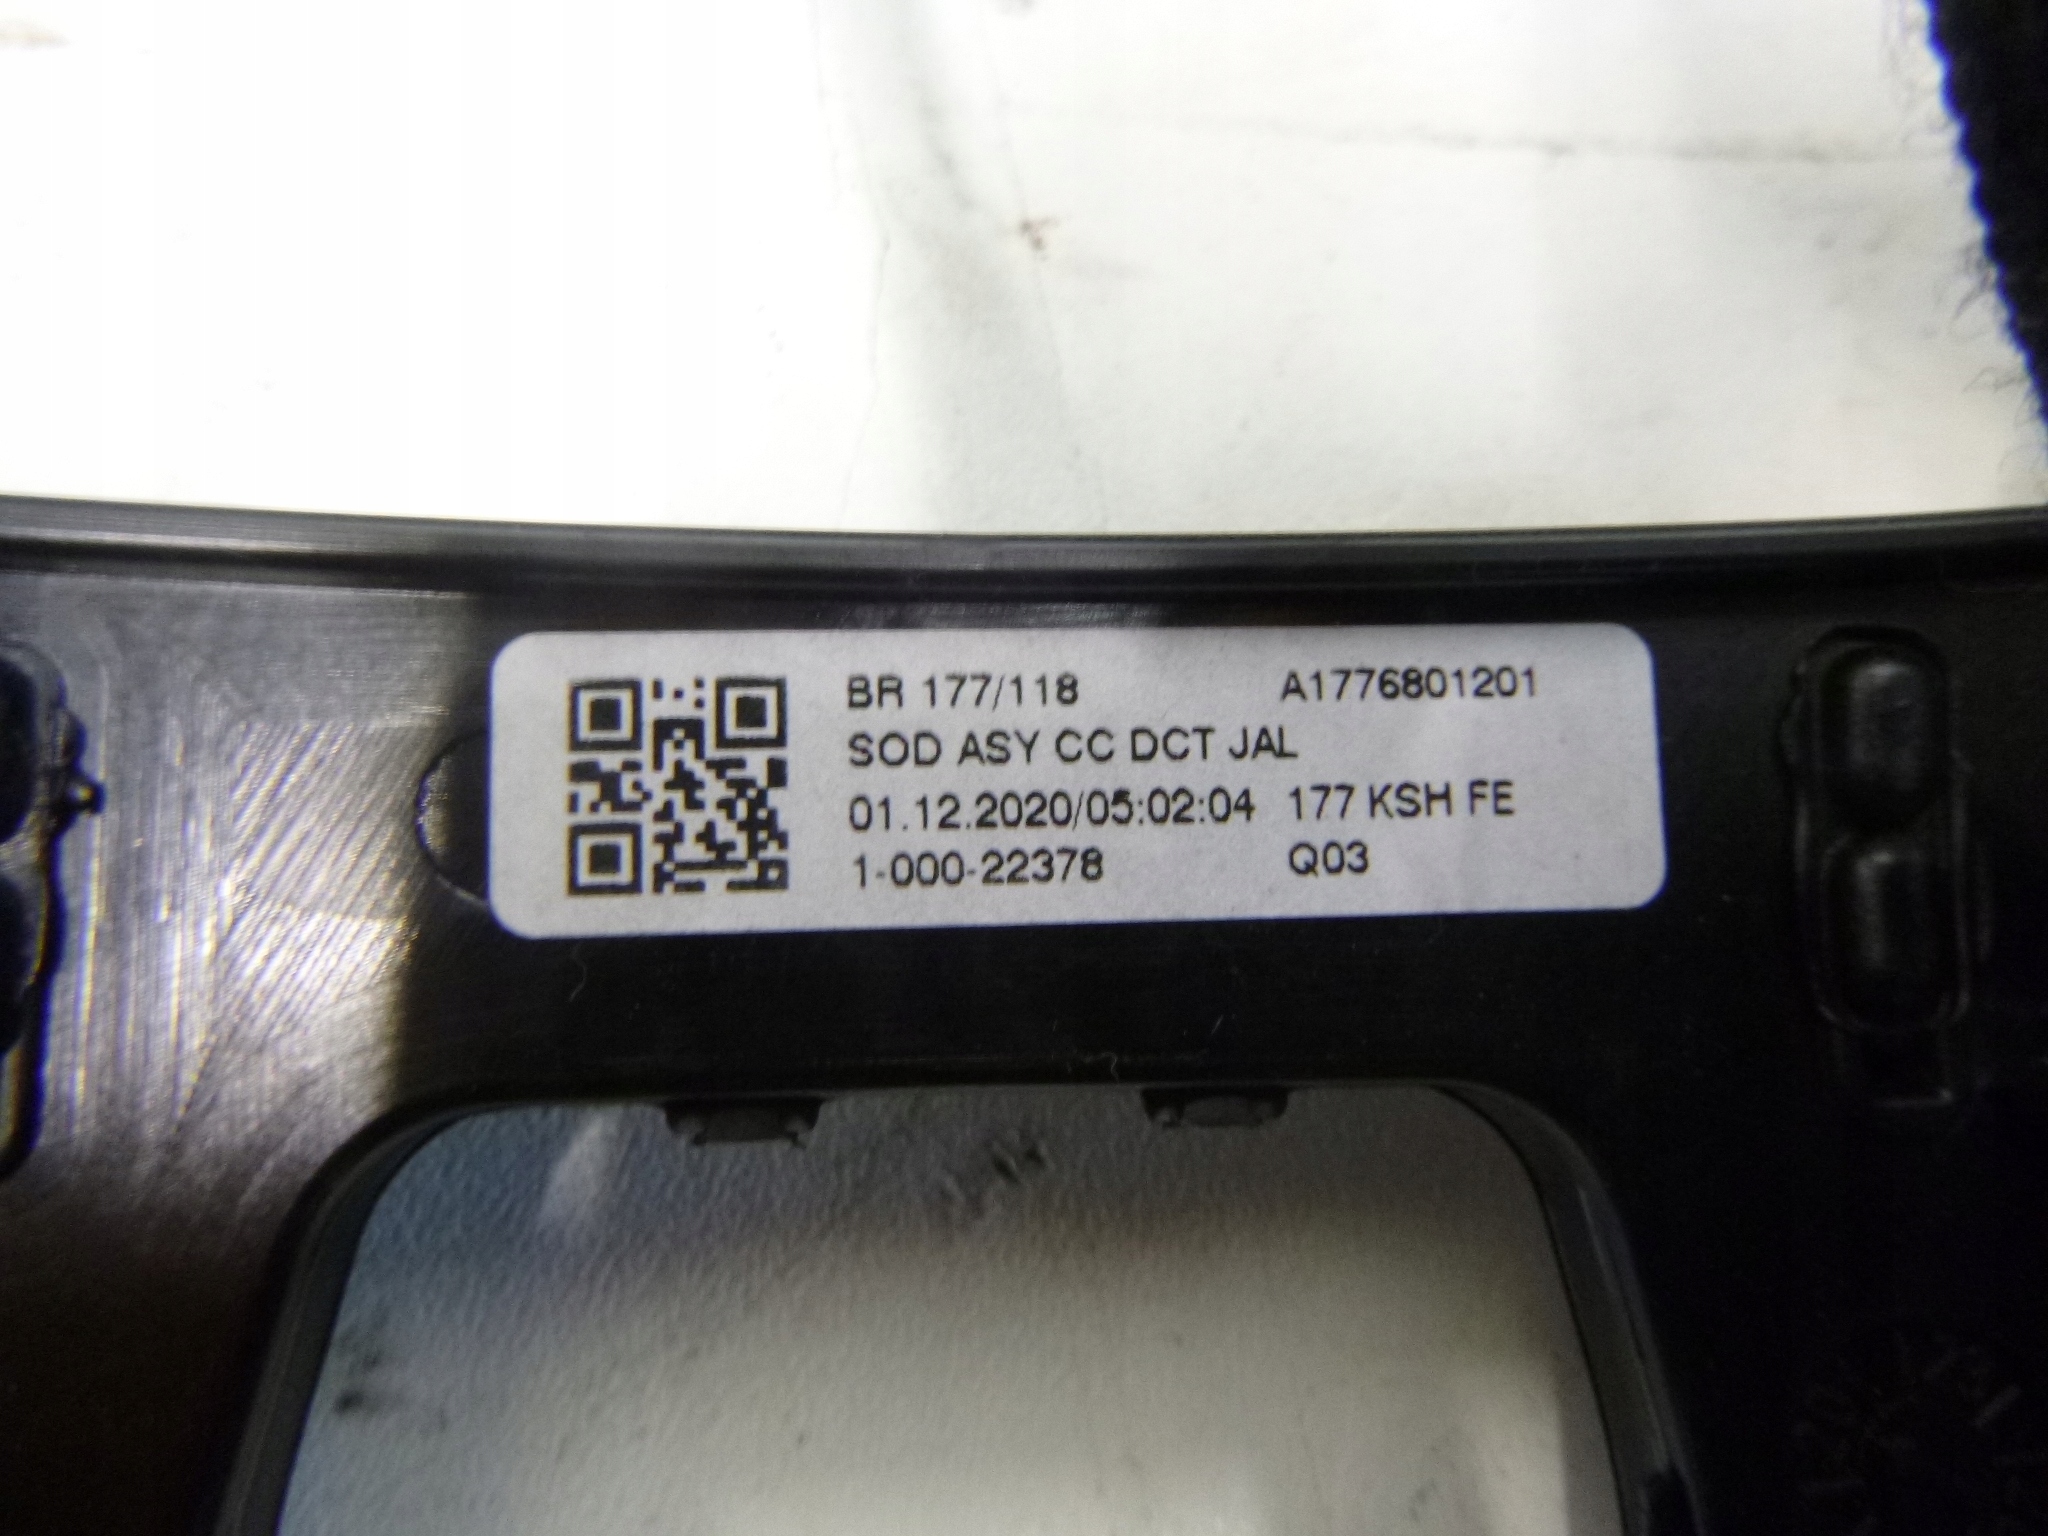 BR 177/118 A1776801201
SOD ASY CC DCT JAL
01.12.2020/05:02:04 177 KSH FE
1-000-22378 Q03